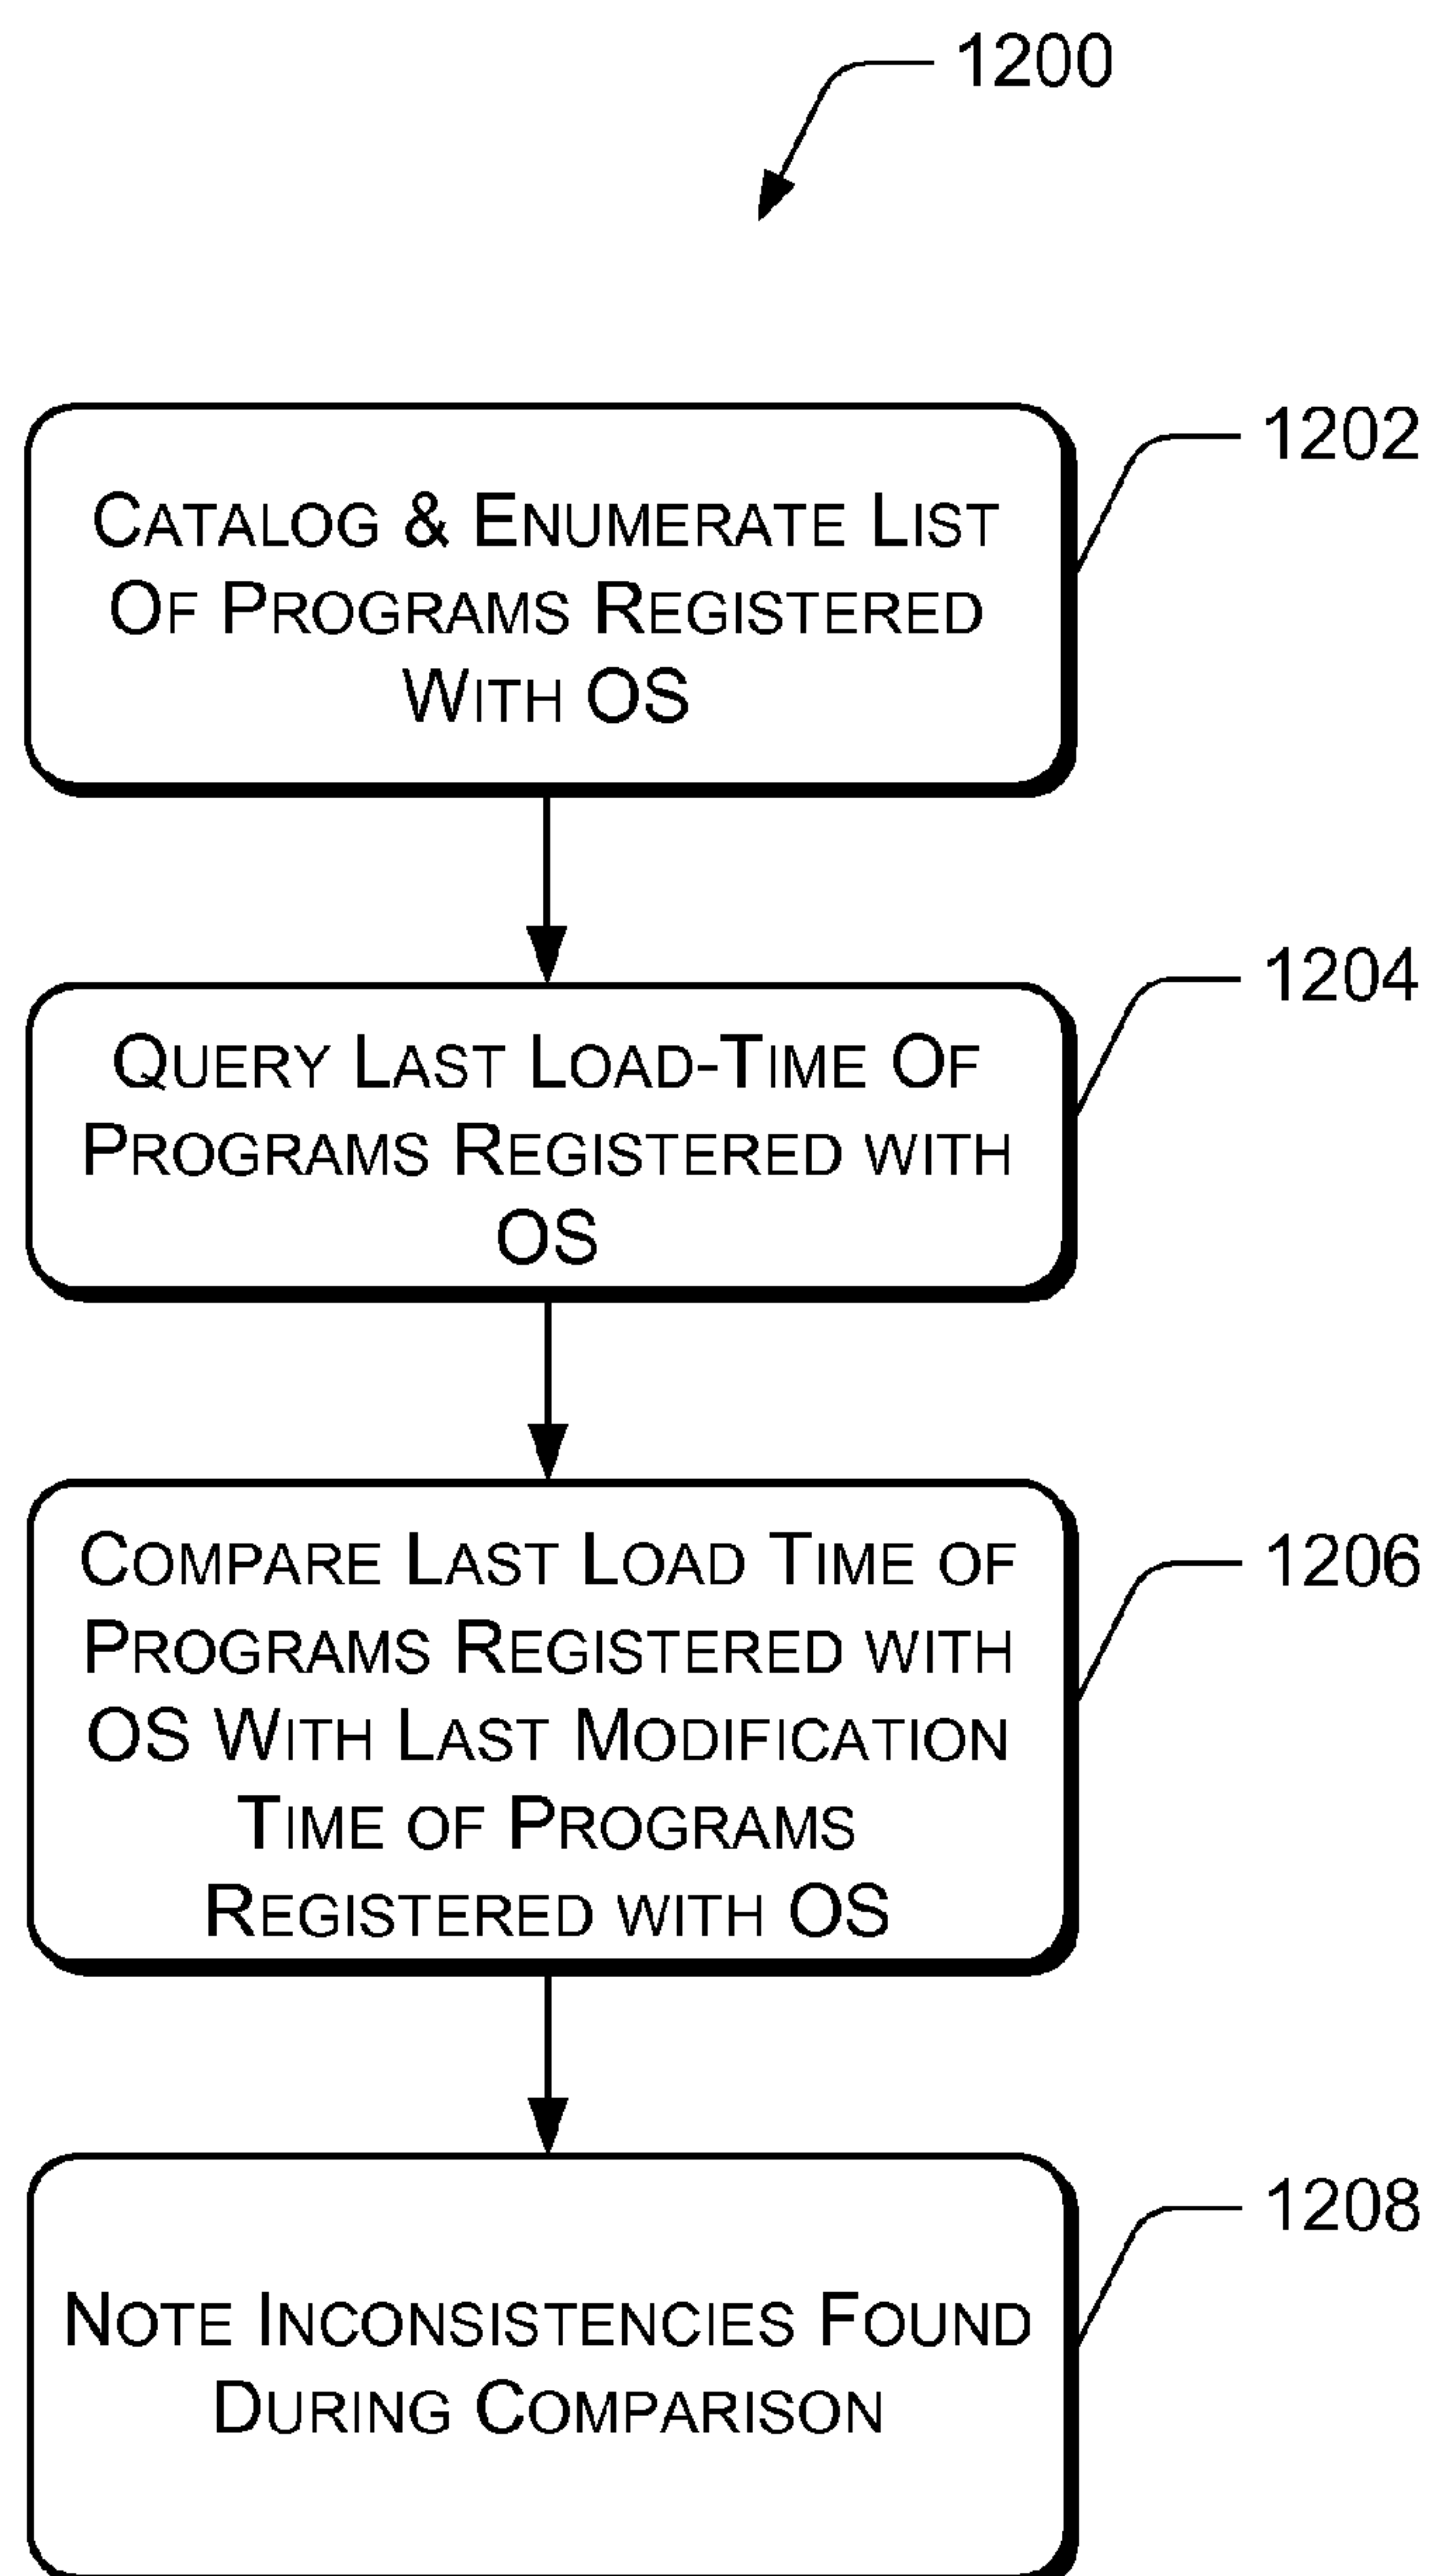 1200
1202
CATALOG & ENUMERATE LIST
OF PROGRAMS REGISTERED
WITH OS
1204
QUERY LAST LOAD-TIME OF
PROGRAMS REGISTERED WITH
OS
1206
COMPARE LAST LOAD TIME OF
PROGRAMS REGISTERED WITH
OS WITH LAST MODIFICATION
TIME OF PROGRAMS
REGISTERED WITH OS
1208
NOTE INCONSISTENCIES FOUND
DURING COMPARISON